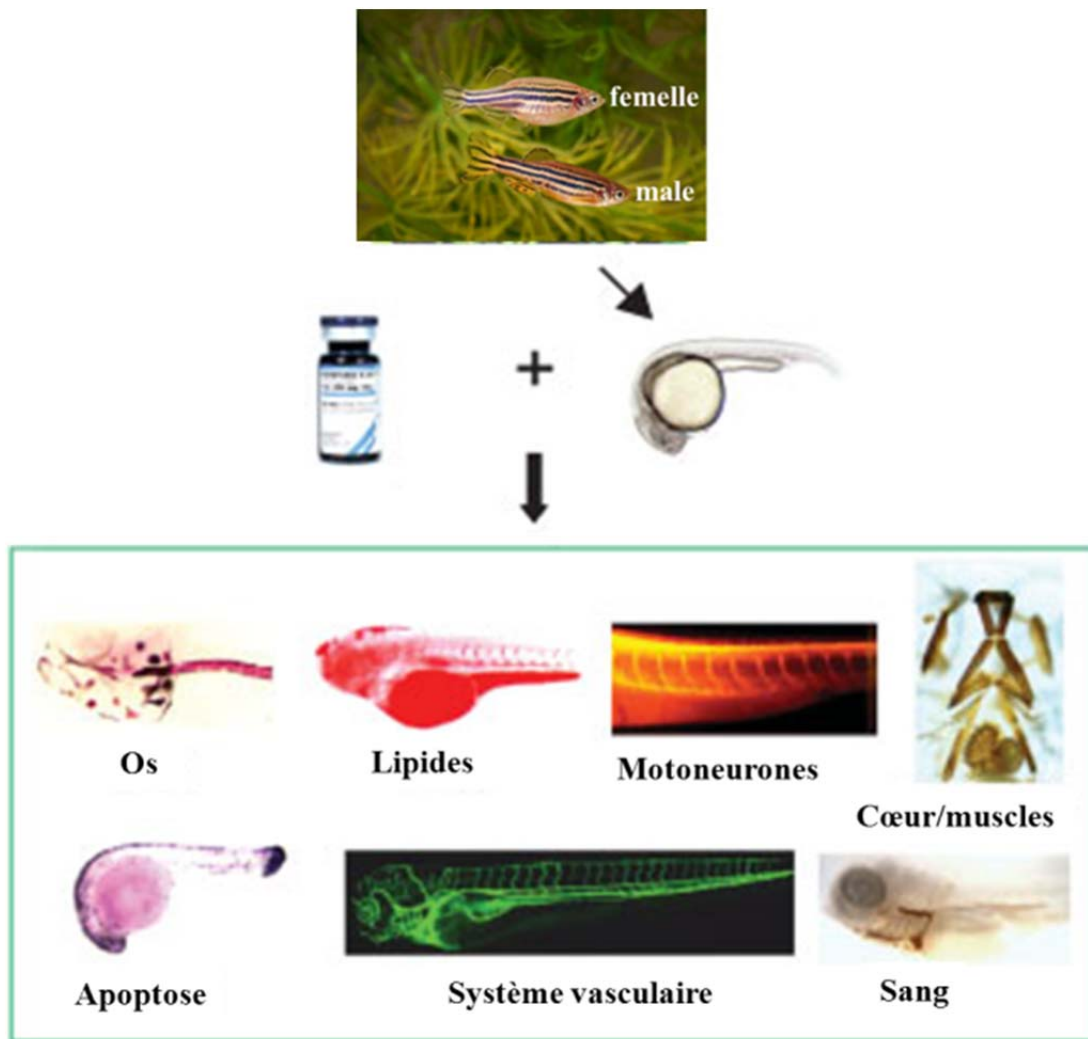 femelle
male
+
Os
Lipides
Motoneurones
Cœur/muscles
Apoptose
Système vasculaire
Sang